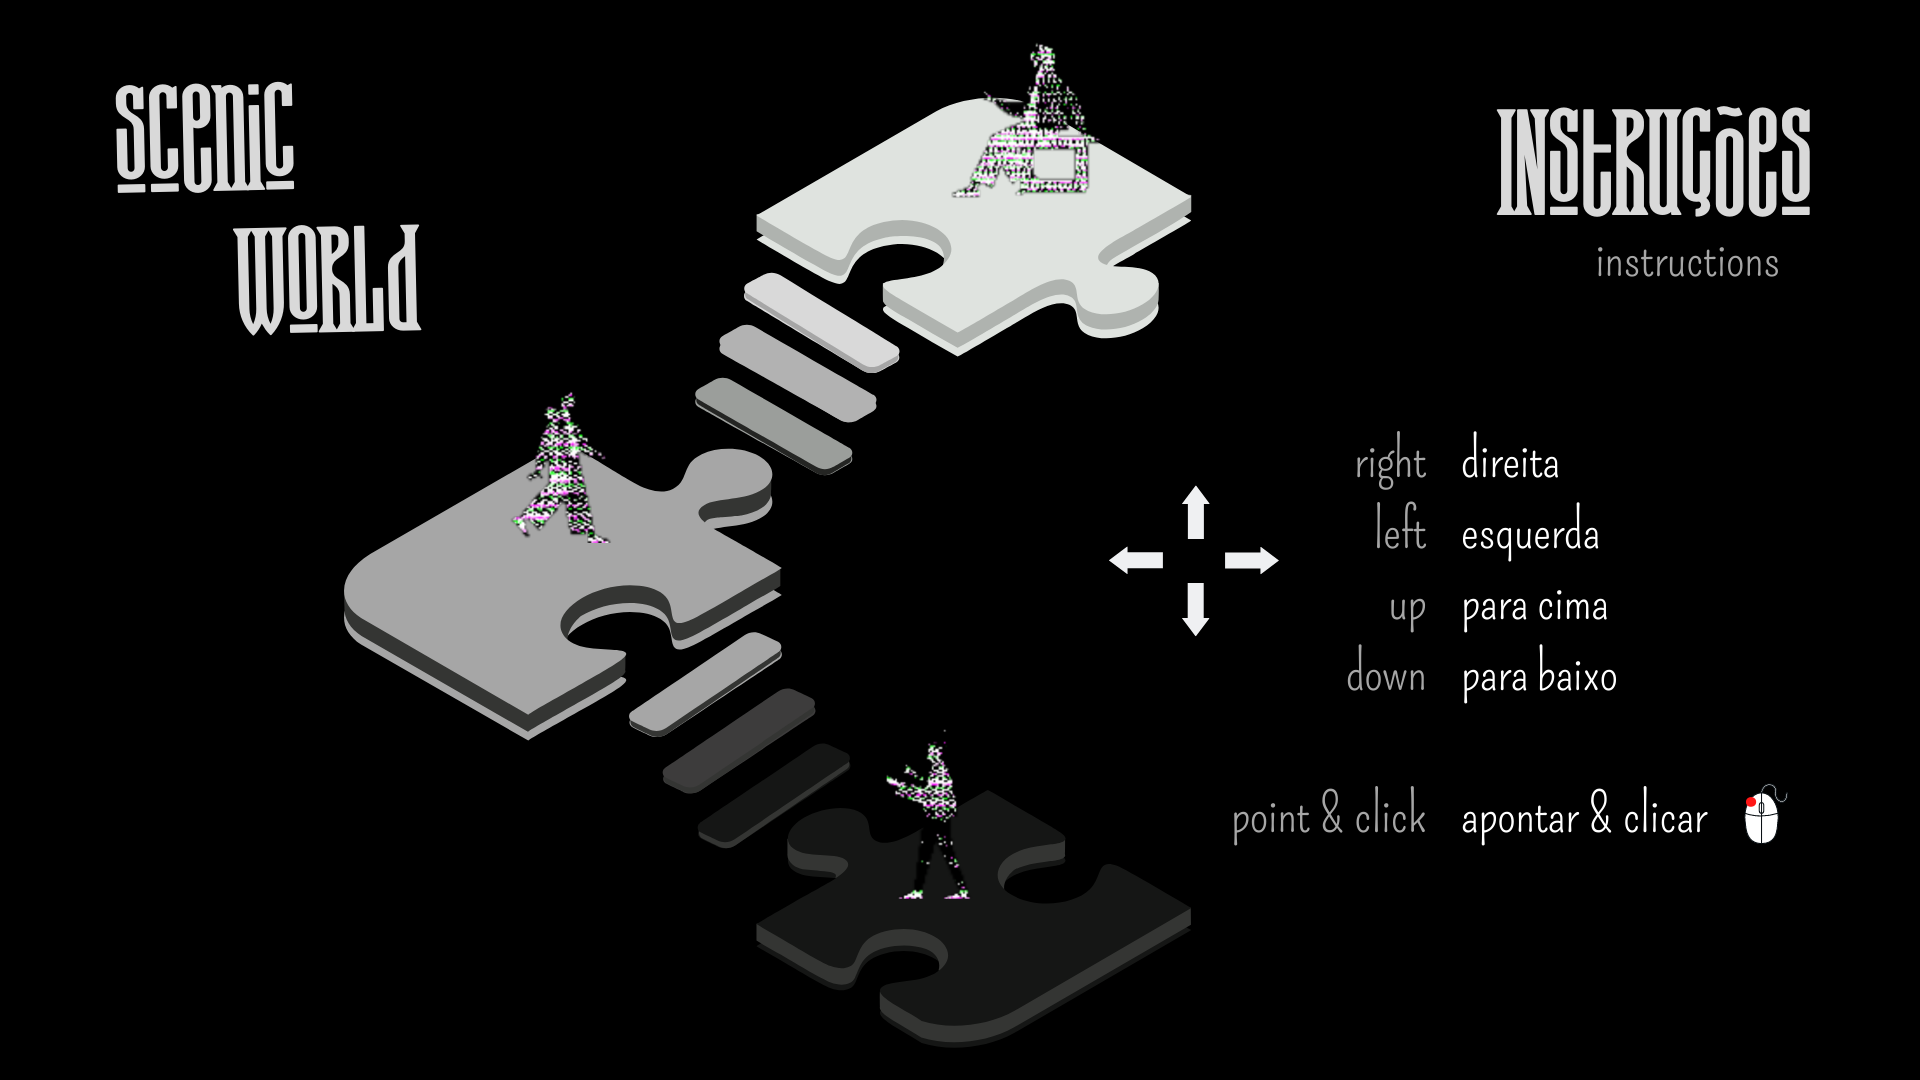 Scenic
World
Instruções
instructions
right direita
left esquerda
up para cima
down para baixo
point & click apontar & clicar